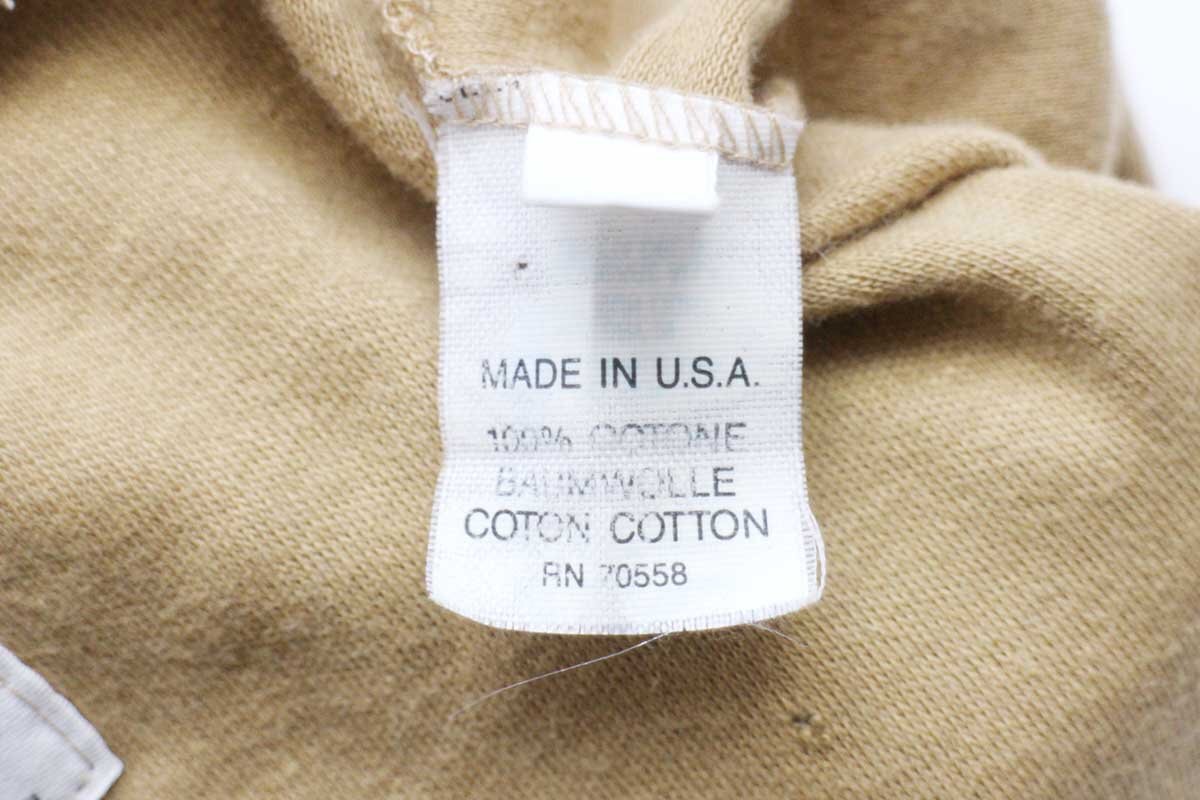 MADE IN U.S.A.
100% COTONE
BAUMWOLLE
COTON COTTON
RN 70558